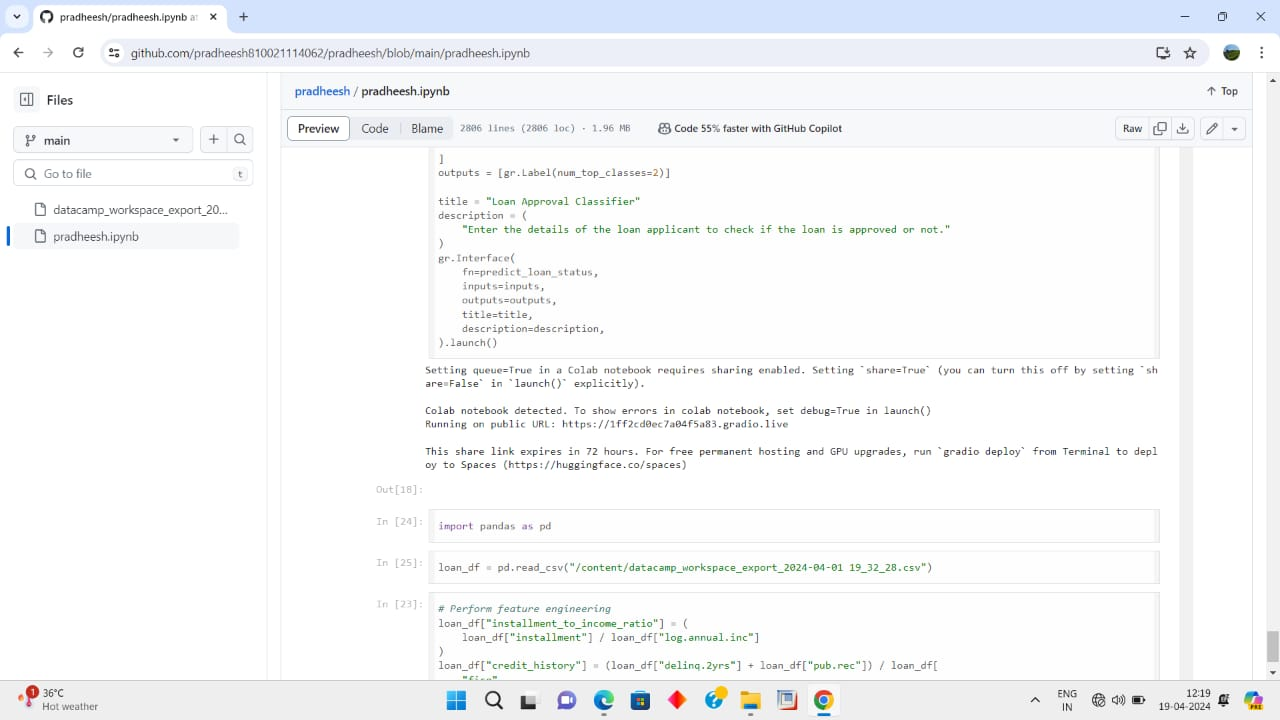 pradheesh/pradheesh.ipynb at
github.com/pradheesh810021114062/pradheesh/blob/main/pradheesh.ipynb
Files
main
Go to file
t
datacamp_workspace_export_20...
pradheesh.ipynb
pradheesh / pradheesh.ipynb
Top
Preview
Code
Blame
2806 lines (2806 loc) · 1.96 MB
Code 55% faster with GitHub Copilot
Raw
]
outputs = [gr.Label(num_top_classes=2)]
title = "Loan Approval Classifier"
description = (
"Enter the details of the loan applicant to check if the loan is approved or not."
)
gr.Interface(
fn=predict_loan_status,
inputs=inputs,
outputs=outputs,
title=title,
description=description,
).launch()
Setting queue=True in a Colab notebook requires sharing enabled. Setting `share=True` (you can turn this off by setting `sh
are=False` in `launch()` explicitly).
Colab notebook detected. To show errors in colab notebook, set debug=True in launch()
Running on public URL: https://1ff2cd0ec7a04f5a83.gradio.live
This share link expires in 72 hours. For free permanent hosting and GPU upgrades, run `gradio deploy` from Terminal to depl
oy to Spaces (https://huggingface.co/spaces)
Out[18]:
In [24]:
import pandas as pd
In [25]:
loan_df = pd.read_csv("/content/datacamp_workspace_export_2024-04-01 19_32_28.csv")
In [23]:
# Perform feature engineering
loan_df["installment_to_income_ratio"] = (
loan_df["installment"] / loan_df["log.annual.inc"]
)
loan_df["credit_history"] = (loan_df["delinq.2yrs"] + loan_df["pub.rec"]) / loan_df[
1
36°C
Hot weather
ENG
IN
12:19
19-04-2024
PRE